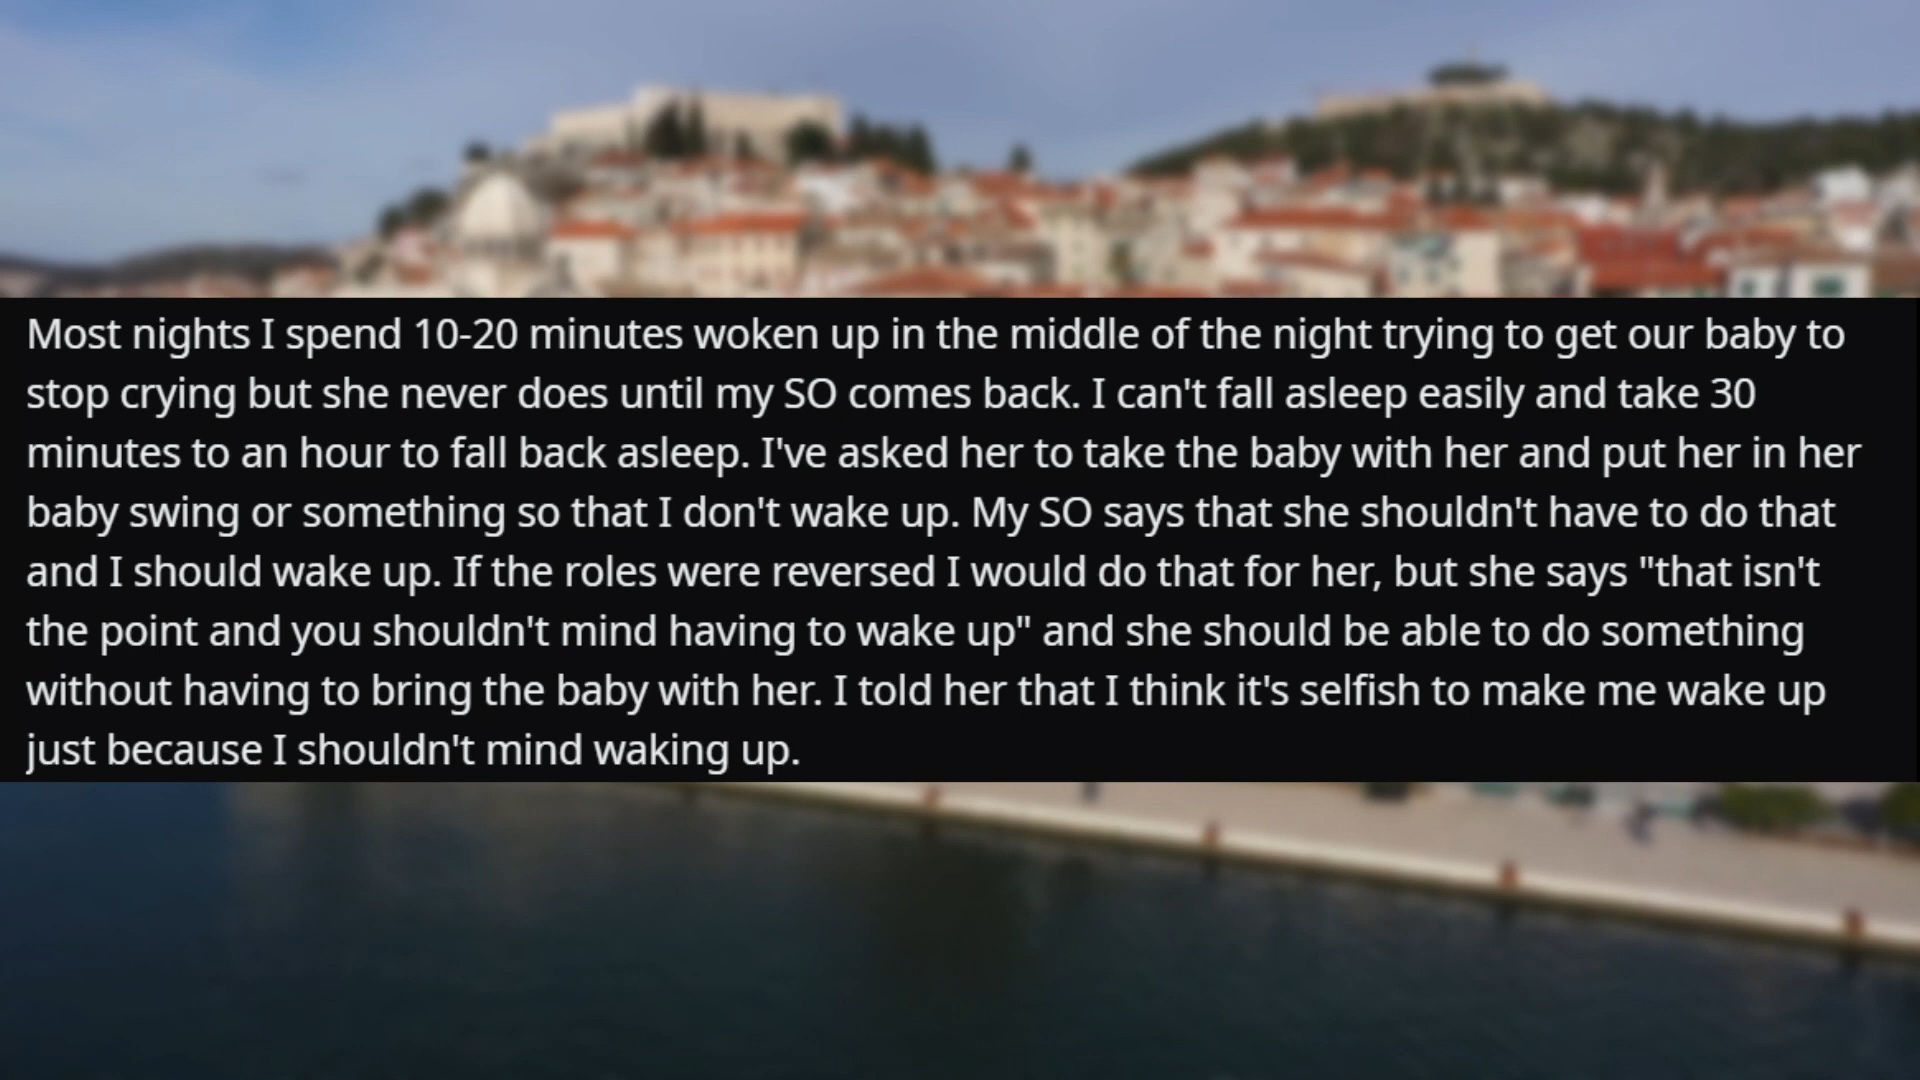 Most nights I spend 10-20 minutes woken up in the middle of the night trying to get our baby to
stop crying but she never does until my SO comes back. I can't fall asleep easily and take 30
minutes to an hour to fall back asleep. I've asked her to take the baby with her and put her in her
baby swing or something so that I don't wake up. My SO says that she shouldn't have to do that
and I should wake up. If the roles were reversed I would do that for her, but she says "that isn't
the point and you shouldn't mind having to wake up" and she should be able to do something
without having to bring the baby with her. I told her that I think it's selfish to make me wake up
just because I shouldn't mind waking up.